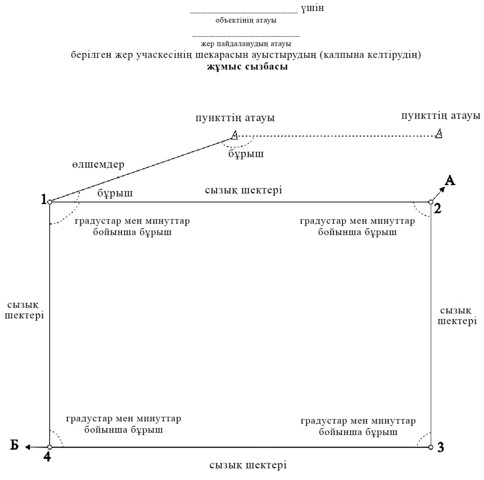 ____________________ үшін
объектінің атауы
____________________
жер пайдаланудың атауы
берілген жер учаскесінің шекарасын ауыстырудың (қалпына келтірудің)
жұмыс сызбасы
пункттің атауы
пункттің атауы
А
А
бұрыш
өлшемдер
бұрыш
сызық шектері
А
1
2
градустар мен минуттар
бойынша бұрыш
градустар мен минуттар
бойынша бұрыш
сызық
шектері
сызық
шектері
градустар мен минуттар
бойынша бұрыш
градустар мен минуттар
бойынша бұрыш
Б
4
3
сызық шектері